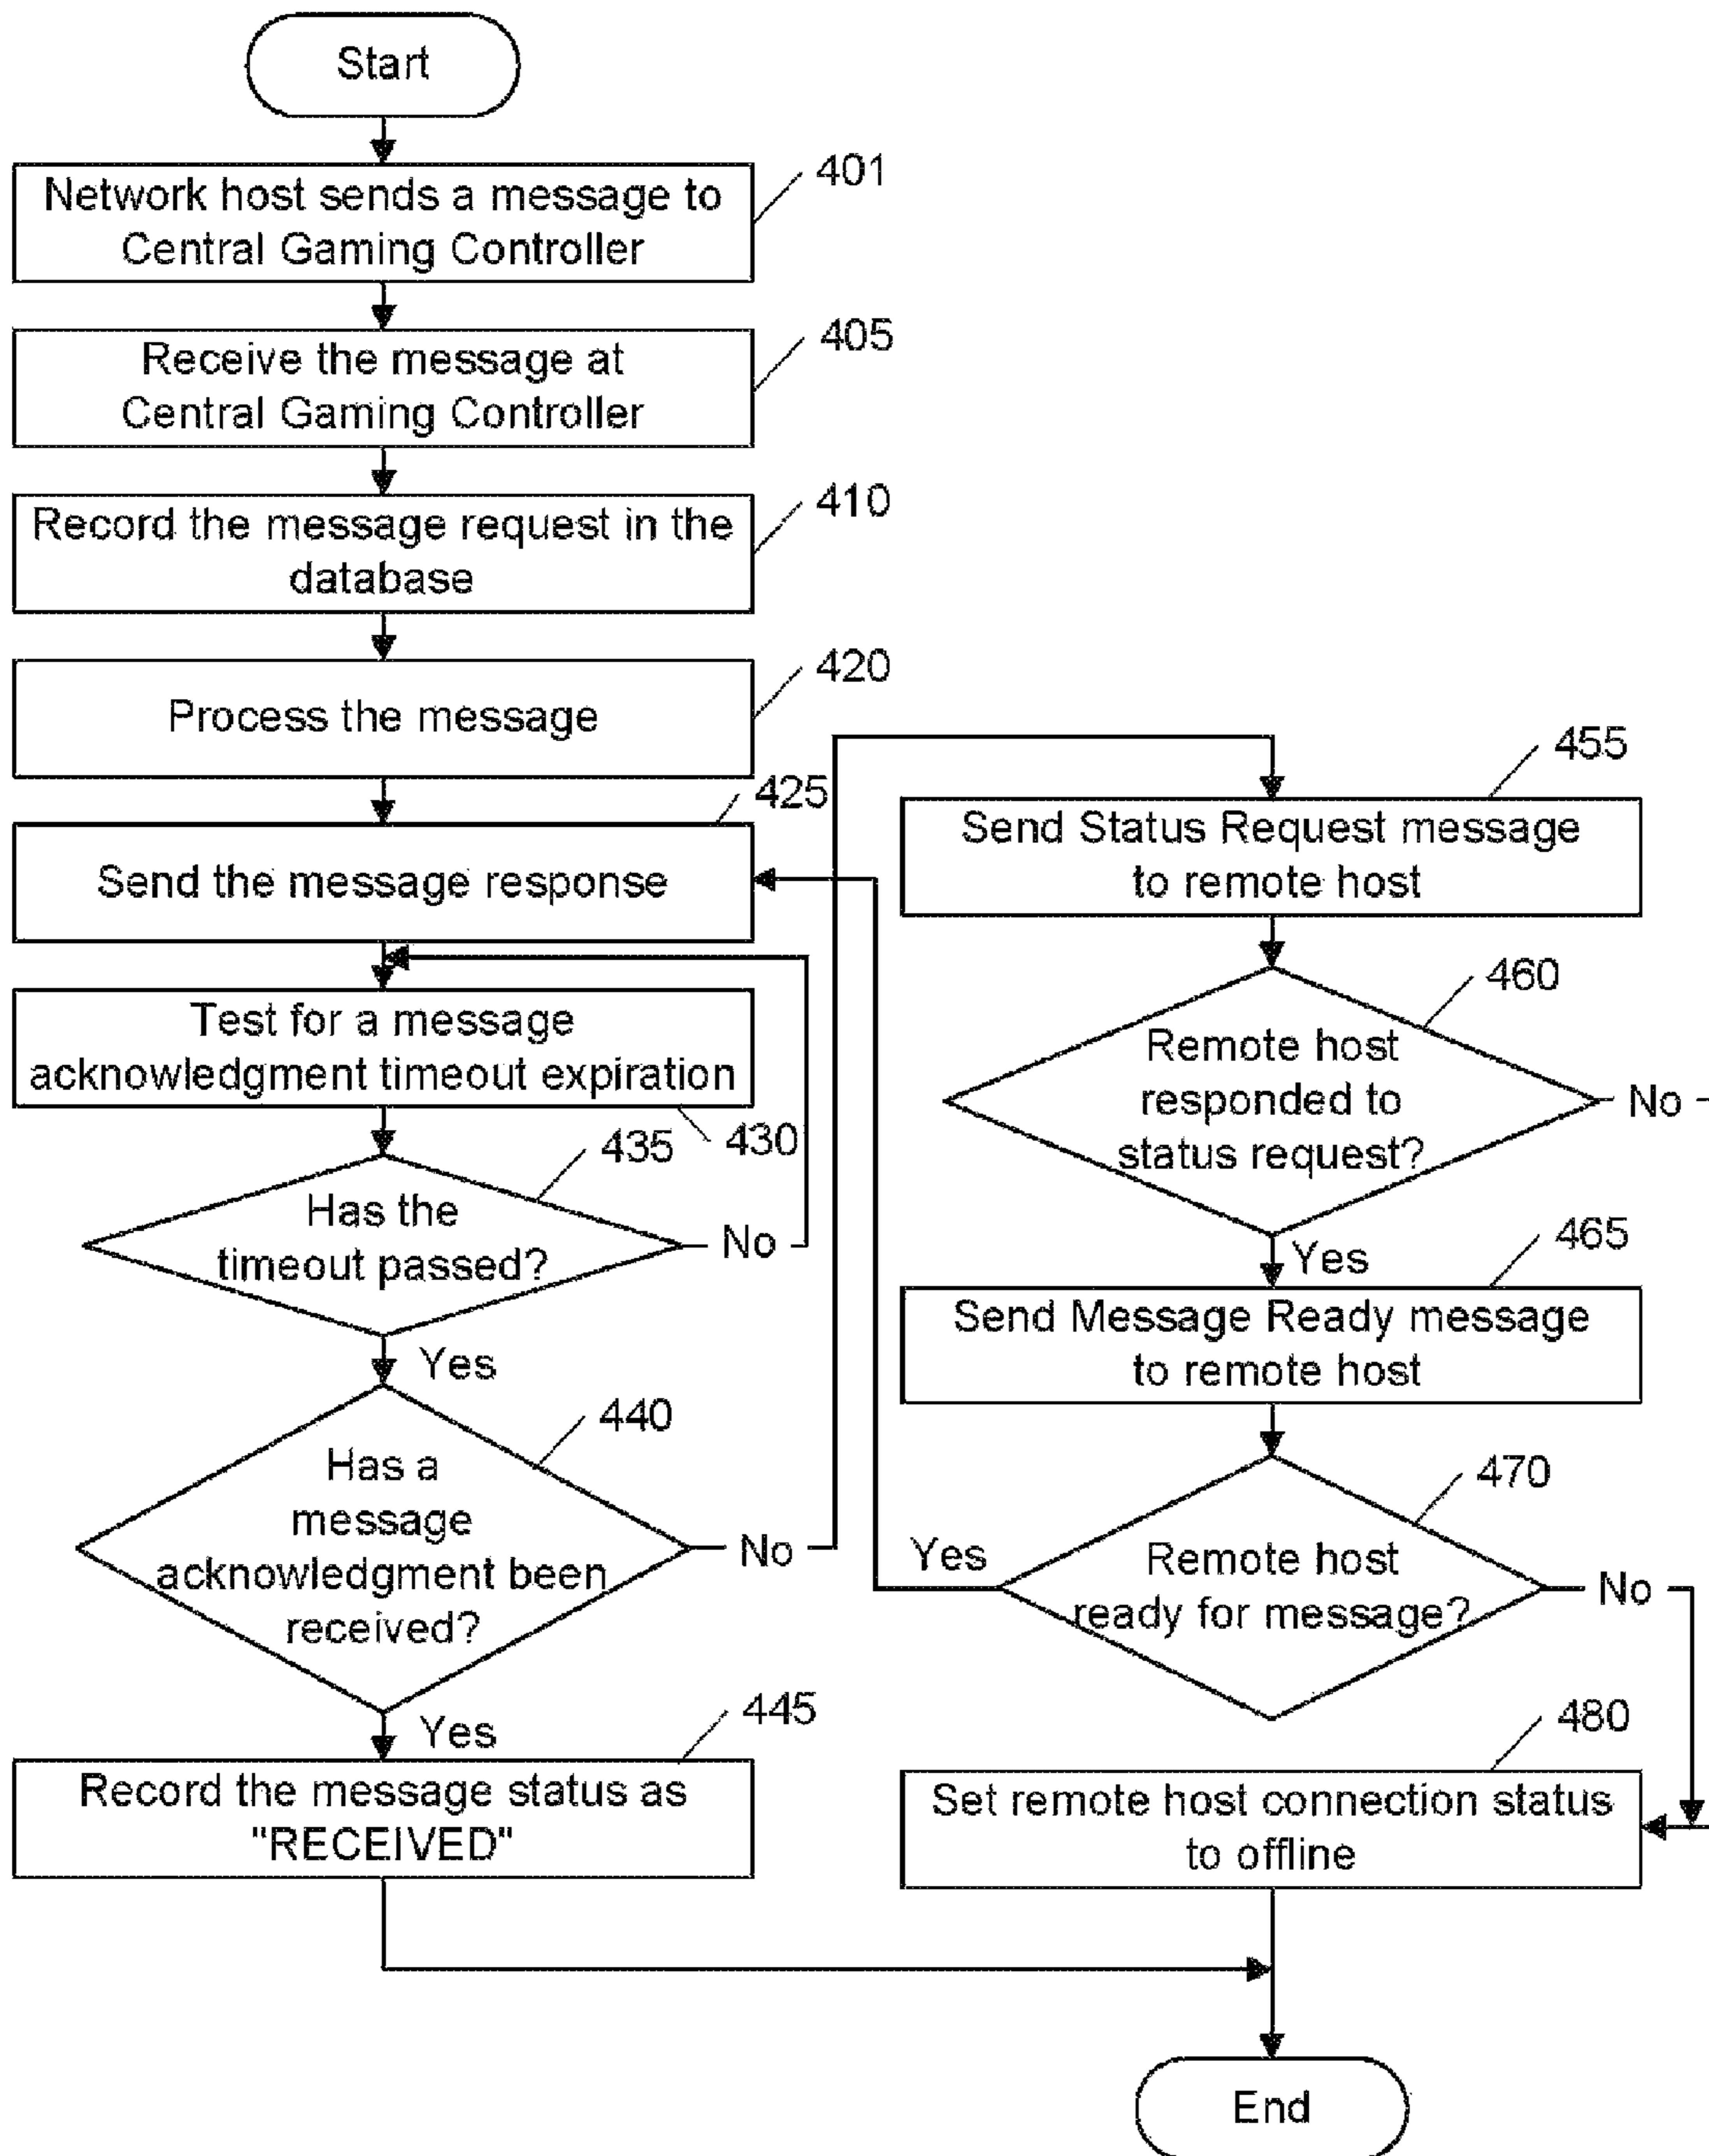 Start
Network host sends a message to
Central Gaming Controller
401
Receive the message at
Central Gaming Controller
405
Record the message request in the
database
410
Process the message
420
Send the message response
425
Test for a message
acknowledgment timeout expiration
430
Has the
timeout passed?
435
No
Yes
Has a
message
acknowledgment been
received?
440
No
Yes
Record the message status as
"RECEIVED"
445
Send Status Request message
to remote host
455
Remote host
responded to
status request?
460
No
Yes
Send Message Ready message
to remote host
465
Remote host
ready for message?
470
Yes
No
Set remote host connection status
to offline
480
End